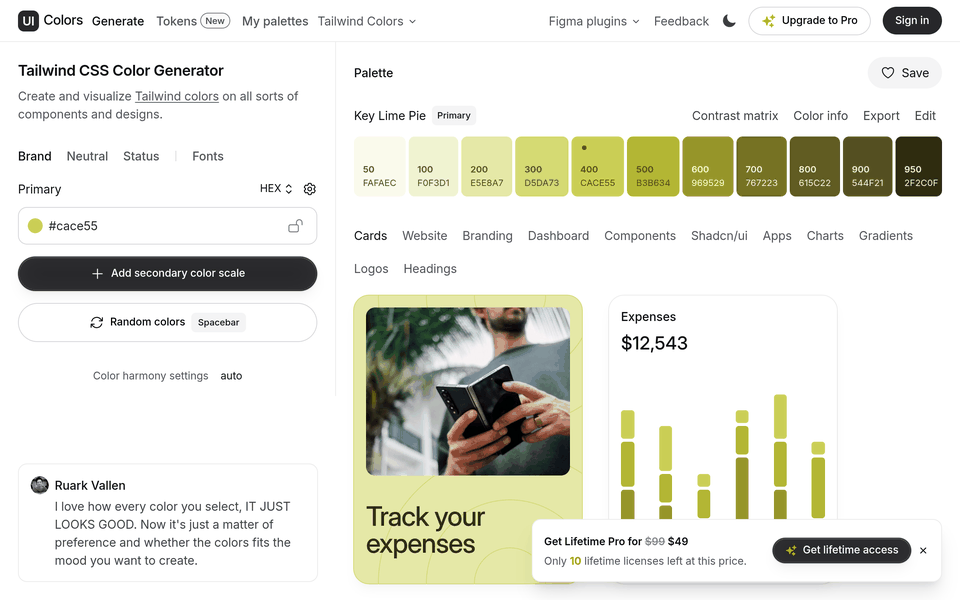 UI Colors Generate Tokens New My palettes Tailwind Colors Figma plugins Feedback Upgrade to Pro Sign in
Tailwind CSS Color Generator
Create and visualize Tailwind colors on all sorts of
components and designs.
Brand Neutral Status Fonts
Primary HEX
#cace55
Add secondary color scale
Random colors Spacebar
Color harmony settings auto
Ruark Vallen
I love how every color you select, IT JUST
LOOKS GOOD. Now it's just a matter of
preference and whether the colors fits the
mood you want to create.
Palette Save
Key Lime Pie Primary Contrast matrix Color info Export Edit
50 100 200 300 400 500 600 700 800 900 950
FAFAEC F0F3D1 E5E8A7 D5DA73 CACE55 B3B634 969529 767223 615C22 544F21 2F2C0F
Cards Website Branding Dashboard Components Shadcn/ui Apps Charts Gradients
Logos Headings
Track your
expenses
Expenses
$12,543
Get Lifetime Pro for $99 $49
Only 10 lifetime licenses left at this price.
Get lifetime access